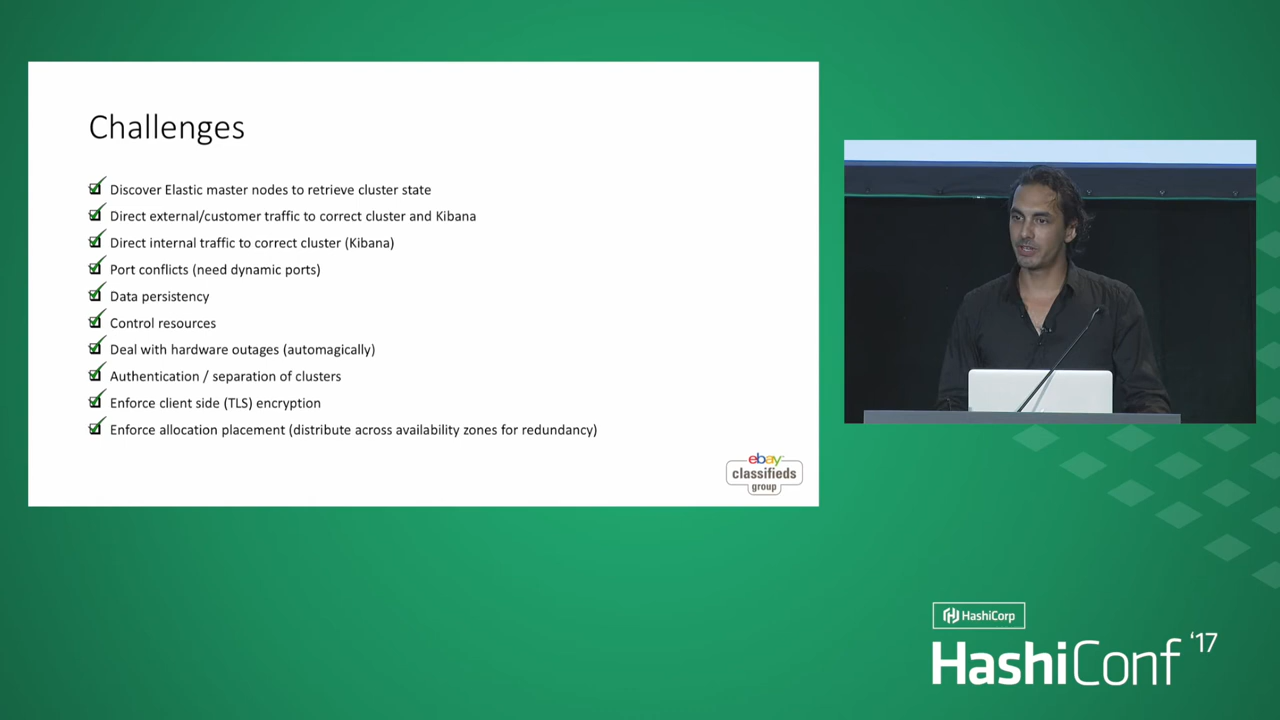 Challenges
Discover Elastic master nodes to retrieve cluster state
Direct external/customer traffic to correct cluster and Kibana
Direct internal traffic to correct cluster (Kibana)
Port conflicts (need dynamic ports)
Data persistency
Control resources
Deal with hardware outages (automagically)
Authentication / separation of clusters
Enforce client side (TLS) encryption
Enforce allocation placement (distribute across availability zones for redundancy)
ebay
classifieds
group
HashiCorp
HashiConf '17